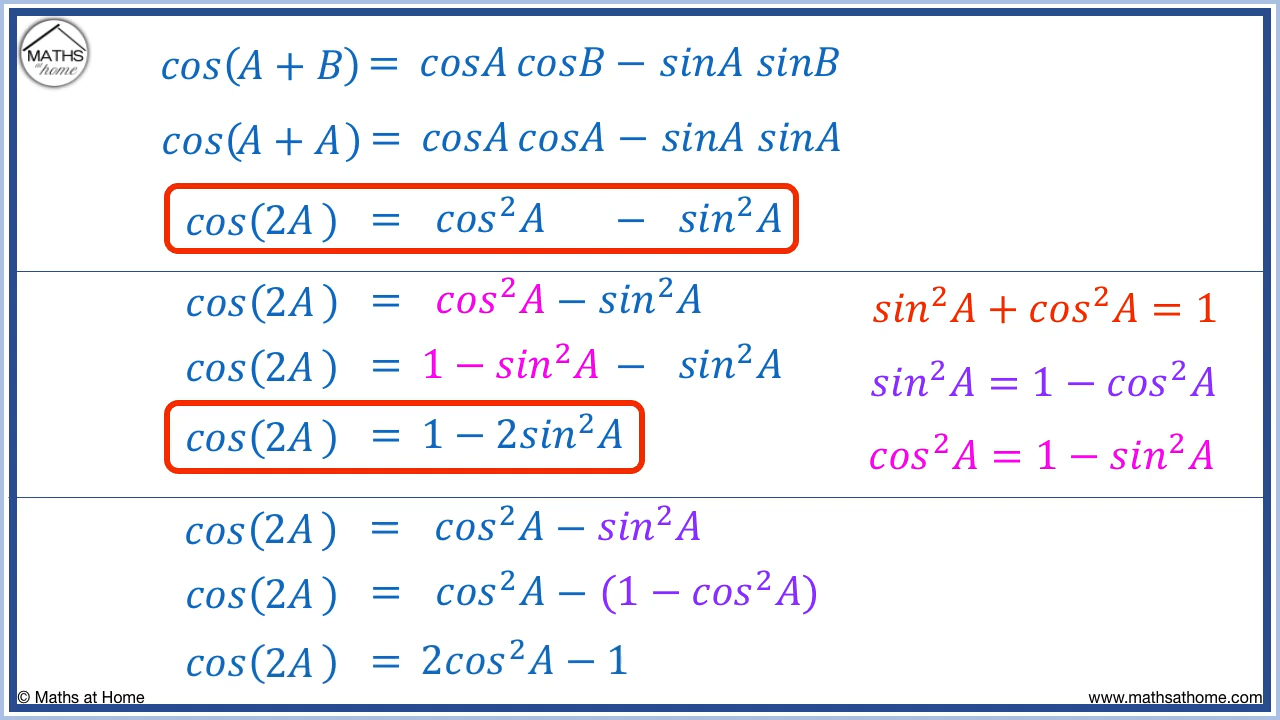 MATHS
at
home
cos(A + B) = cosA cosB − sinA sinB
cos(A + A) = cosA cosA − sinA sinA
cos(2A) = cos²A − sin²A
cos(2A) = cos²A − sin²A
cos(2A) = 1 − sin²A − sin²A
cos(2A) = 1 − 2sin²A
sin²A + cos²A = 1
sin²A = 1 − cos²A
cos²A = 1 − sin²A
cos(2A) = cos²A − sin²A
cos(2A) = cos²A − (1 − cos²A)
cos(2A) = 2cos²A − 1
© Maths at Home
www.mathsathome.com